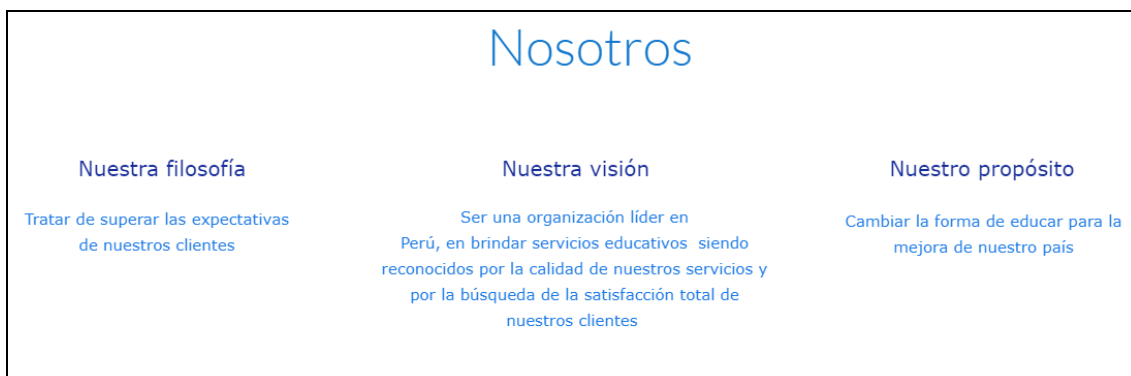 Nosotros
Nuestra filosofía
Tratar de superar las expectativas
de nuestros clientes
Nuestra visión
Ser una organización líder en
Perú, en brindar servicios educativos  siendo
reconocidos por la calidad de nuestros servicios y
por la búsqueda de la satisfacción total de
nuestros clientes
Nuestro propósito
Cambiar la forma de educar para la
mejora de nuestro país